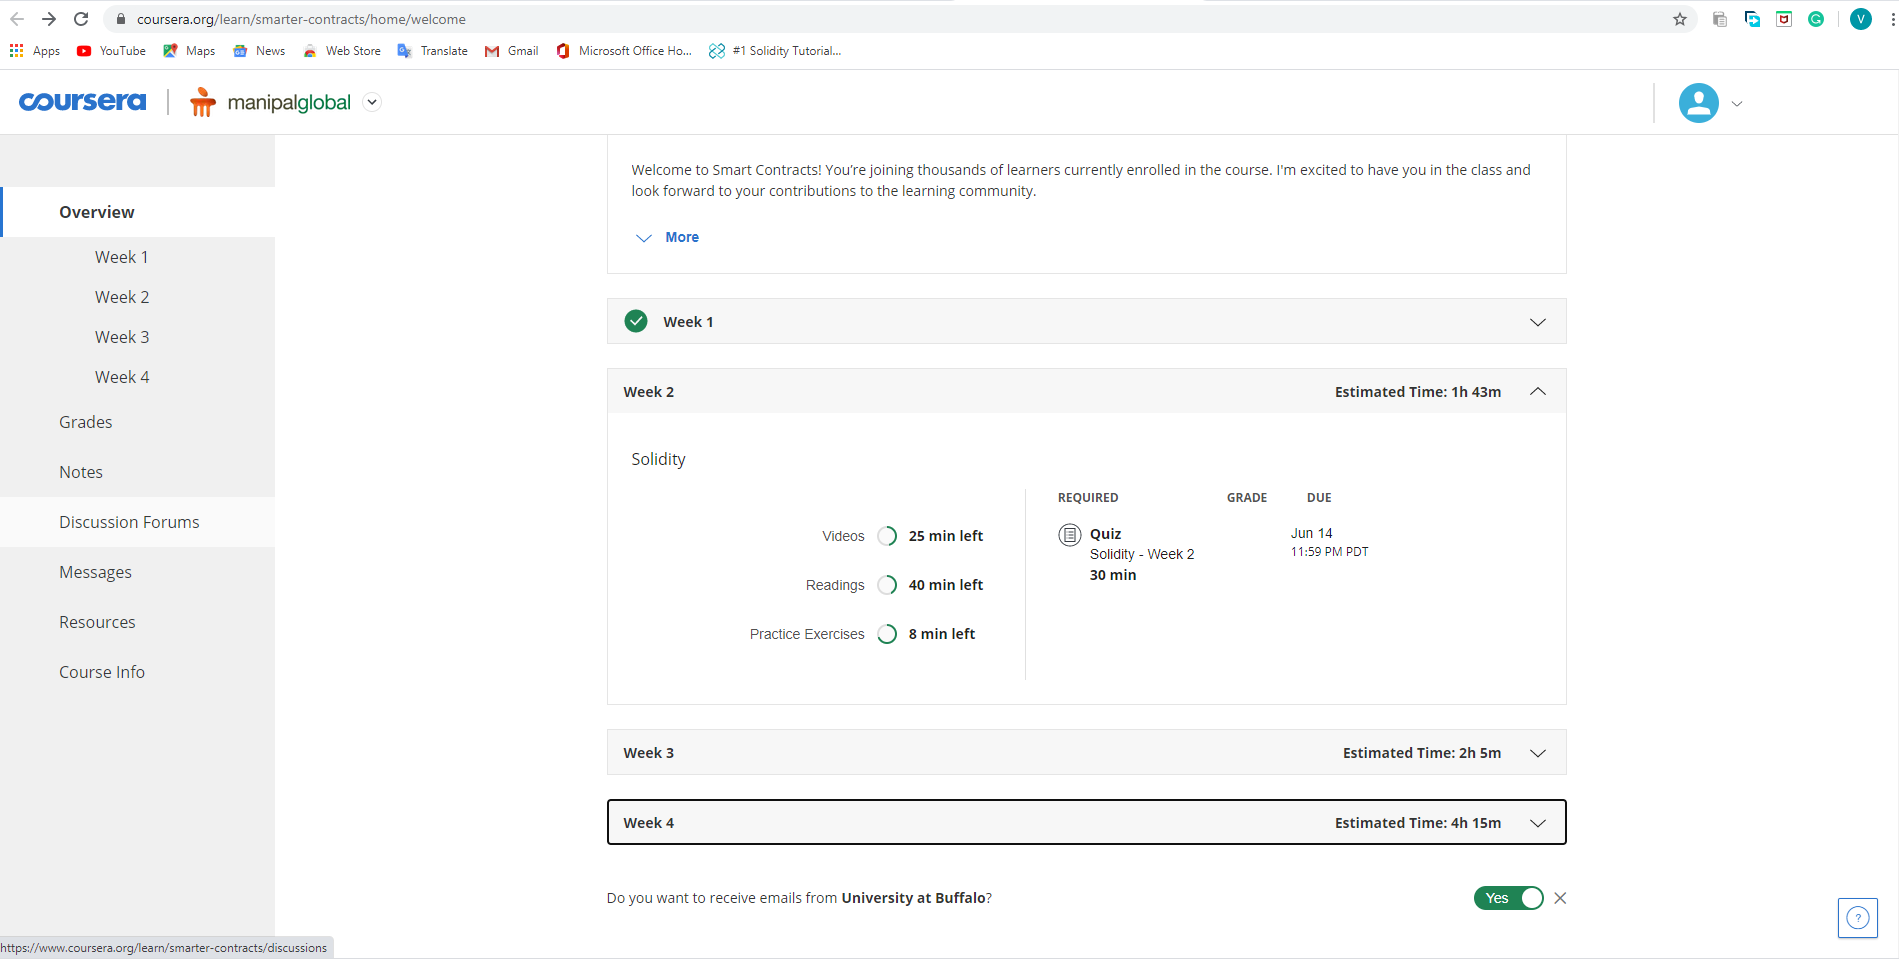 coursera.org/learn/smarter-contracts/home/welcome
V
Apps YouTube Maps News Web Store Translate Gmail Microsoft Office Ho... #1 Solidity Tutorial...
coursera manipalglobal
Welcome to Smart Contracts! You’re joining thousands of learners currently enrolled in the course. I'm excited to have you in the class and
look forward to your contributions to the learning community.
More
Overview
Week 1
Week 2
Week 3
Week 4
Grades
Notes
Discussion Forums
Messages
Resources
Course Info
Week 1
Week 2 Estimated Time: 1h 43m
Solidity
Videos 25 min left
Readings 40 min left
Practice Exercises 8 min left
REQUIRED GRADE DUE
Quiz Jun 14
Solidity - Week 2 11:59 PM PDT
30 min
Week 3 Estimated Time: 2h 5m
Week 4 Estimated Time: 4h 15m
Do you want to receive emails from University at Buffalo? Yes
?
https://www.coursera.org/learn/smarter-contracts/discussions